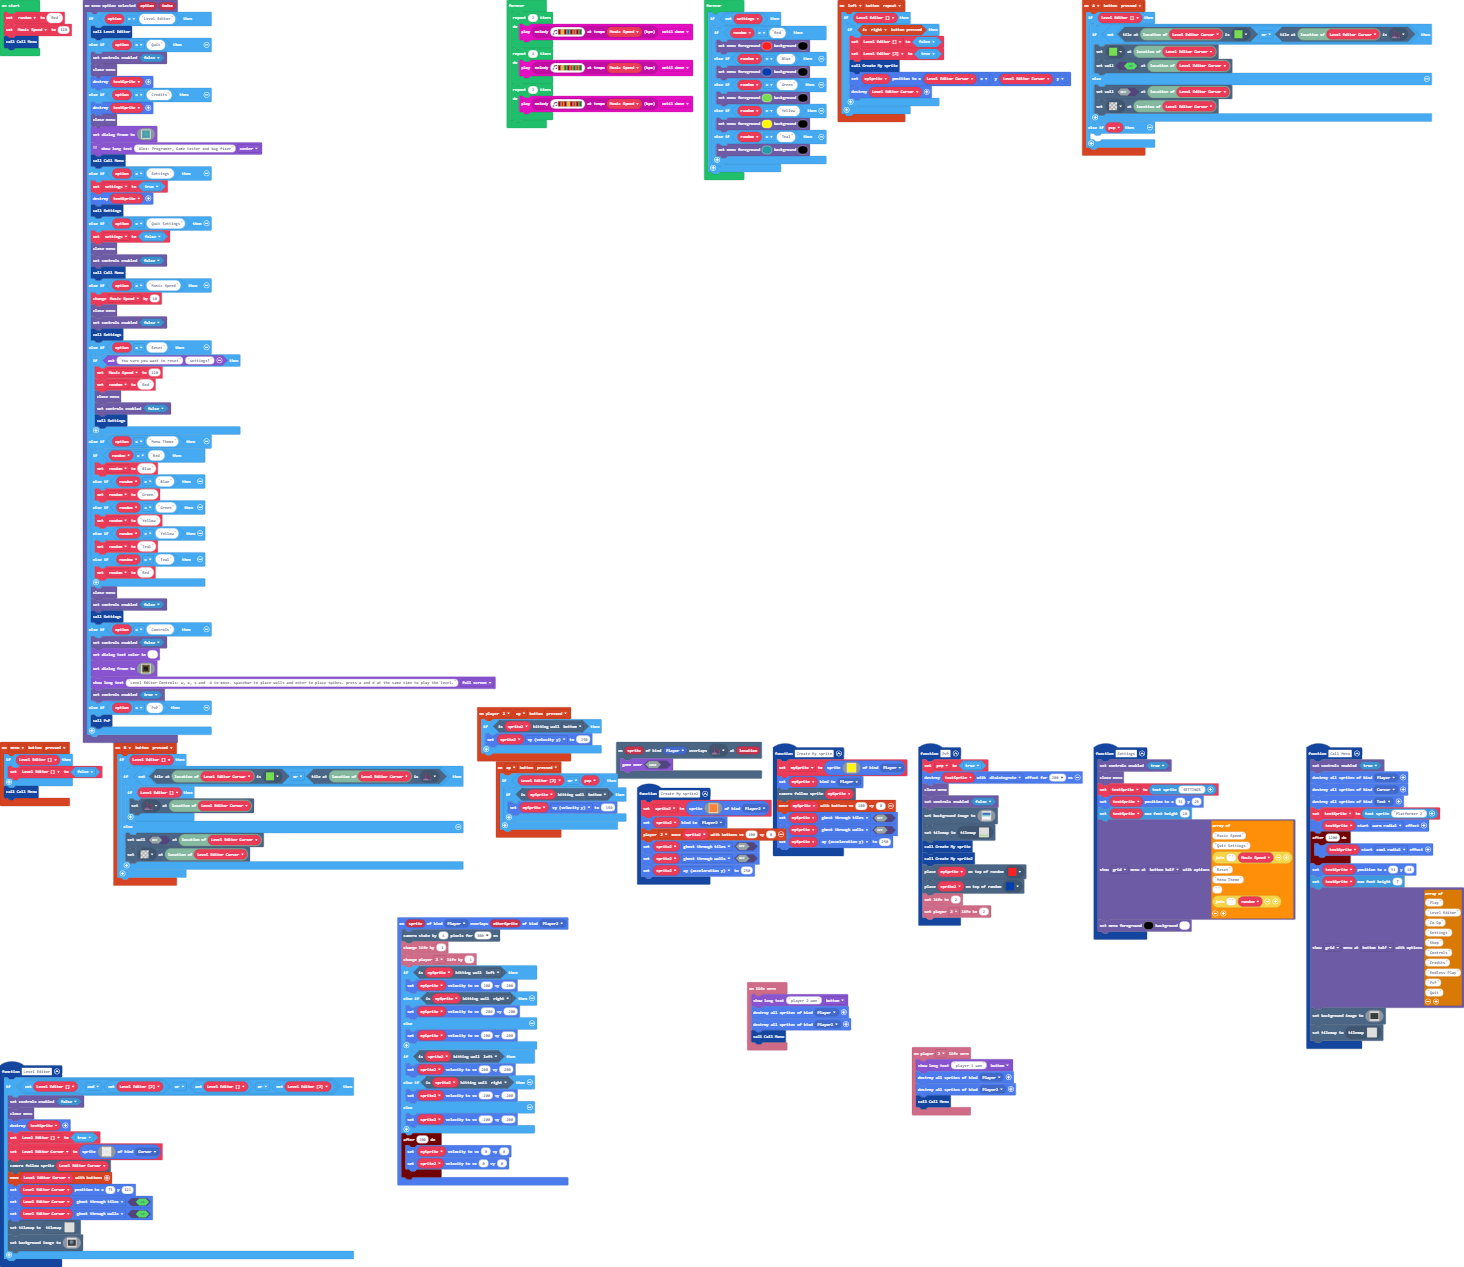 on start
set random to Red
set Music Speed to 120
call Call Menu
on menu option selected option index
if option = Level Editor then
call Level Editor
else if option = Quit then
set controls enabled false
close menu
destroy textSprite
else if option = Credits then
destroy textSprite
close menu
set dialog frame to
show long text Alex: Programer, Game tester and bug fixer center
call Call Menu
else if option = Settings then
set settings to true
destroy textSprite
call Settings
else if option = Quit Settings then
set settings to false
close menu
set controls enabled false
call Call Menu
else if option = Music Speed then
change Music Speed by 10
close menu
set controls enabled false
call Settings
else if option = Reset then
if ask You sure you want to reset settings? then
set Music Speed to 120
set random to Red
close menu
set controls enabled false
call Settings
else if option = Menu Theme then
if random = Red then
set random to Blue
else if random = Blue then
set random to Green
else if random = Green then
set random to Yellow
else if random = Yellow then
set random to Teal
else if random = Teal then
set random to Red
close menu
set controls enabled false
call Settings
else if option = Controls then
set controls enabled false
set dialog text color to
set dialog frame to
show long text Level Editor Controls: w, a, s and d to move. spacebar to place walls and enter to place spikes. press a and d at the same time to play the level. full screen
set controls enabled true
else if option = PvP then
call PvP
forever
repeat times
do play melody at tempo Music Speed (bpm) until done
repeat times
do play melody at tempo Music Speed (bpm) until done
repeat times
do play melody at tempo Music Speed (bpm) until done
forever
if not settings then
if random = Red then
set menu foreground background
else if random = Blue then
set menu foreground background
else if random = Green then
set menu foreground background
else if random = Yellow then
set menu foreground background
else if random = Teal then
set menu foreground background
on left button repeat
if Level Editor [] then
if is right button pressed then
set Level Editor [] to false
set Level Editor [2] to true
call Create My sprite
set mySprite position to x Level Editor Cursor x y Level Editor Cursor y
destroy Level Editor Cursor
on A button pressed
if Level Editor [] then
if not tile at location of Level Editor Cursor is or tile at location of Level Editor Cursor is then
set at location of Level Editor Cursor
set wall at location of Level Editor Cursor
else
set wall at location of Level Editor Cursor
set at location of Level Editor Cursor
else if pvp then
on menu button pressed
if Level Editor [] then
set Level Editor [] to false
call Call Menu
on B button pressed
if Level Editor [] then
if not tile at location of Level Editor Cursor is or tile at location of Level Editor Cursor is then
if Level Editor [] then
set at location of Level Editor Cursor
else
set wall at location of Level Editor Cursor
set at location of Level Editor Cursor
on player 2 up button pressed
if is sprite2 hitting wall bottom then
set sprite2 vy (velocity y) to -150
on up button pressed
if Level Editor [2] or pvp then
if is mySprite hitting wall bottom then
set mySprite vy (velocity y) to -150
on sprite of kind Player overlaps at location
game over
function Create My sprite2
set sprite2 to sprite of kind Player2
set sprite2 kind to Player2
player 2 move sprite2 with buttons vx 100 vy 0
set sprite2 ghost through tiles
set sprite2 ghost through walls
set sprite2 ay (acceleration y) to 250
function Create My sprite
set mySprite to sprite of kind Player
set mySprite kind to Player
camera follow sprite mySprite
move mySprite with buttons vx 100 vy 0
set mySprite ghost through tiles
set mySprite ghost through walls
set mySprite ay (acceleration y) to 250
function PvP
set pvp to true
destroy textSprite with disintegrate effect for ms
close menu
set controls enabled false
set background image to
set tilemap to tilemap
call Create My sprite
call Create My sprite2
place mySprite on top of random
place sprite2 on top of random
set life to
set player 2 life to
function Settings
set controls enabled true
destroy all sprites of kind
close menu
set textSprite to text sprite SETTINGS
set textSprite position to x y
set textSprite max font height
show grid menu at bottom half with options
array of
Music Speed
Quit Settings
join Music Speed
Reset
Menu Theme
join random
set menu foreground background
function Call Menu
set controls enabled true
destroy all sprites of kind Player
destroy all sprites of kind Cursor
destroy all sprites of kind Text
set textSprite to text sprite Platformer 2
textSprite start effect
after do
textSprite start cool radial effect
set textSprite position to x y
set textSprite max font height
show grid menu at bottom half with options
array of
Play
Level Editor
Settings
Shop
Controls
Credits
Endless Play
PvP
Quit
set background image to
set tilemap to tilemap
on sprite of kind Player overlaps otherSprite of kind Player2
camera shake by pixels for 500 ms
change life by -1
change player 2 life by -1
if is mySprite hitting wall left then
set mySprite velocity to vx vy
else if is mySprite hitting wall right then
set mySprite velocity to vx vy
else
set mySprite velocity to vx vy
if is sprite2 hitting wall left then
set sprite2 velocity to vx vy
else if is sprite2 hitting wall right then
set sprite2 velocity to vx vy
else
set sprite2 velocity to vx vy
after do
set mySprite velocity to vx 0 vy 0
set sprite2 velocity to vx 0 vy 0
on life zero
show long text player 2 won bottom
destroy all sprites of kind Player
destroy all sprites of kind Player2
call Call Menu
on player 2 life zero
show long text player 1 won bottom
destroy all sprites of kind Player
destroy all sprites of kind Player2
call Call Menu
function Level Editor
if not Level Editor [] and not Level Editor [2] or not Level Editor [] or not Level Editor [2] then
set controls enabled false
close menu
destroy textSprite
set Level Editor [] to true
set Level Editor Cursor to sprite of kind Cursor
camera follow sprite Level Editor Cursor
move Level Editor Cursor with buttons
set Level Editor Cursor position to x y
set Level Editor Cursor ghost through tiles
set Level Editor Cursor ghost through walls
set tilemap to tilemap
set background image to